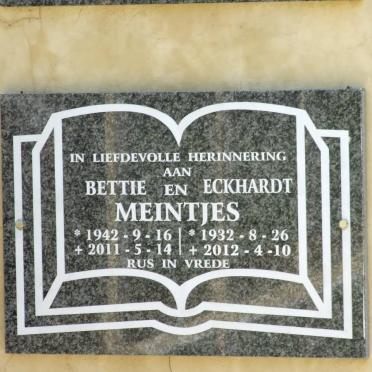 IN LIEFDEVOLLE HERINNERING
AAN
BETTIE EN ECKHARDT
MEINTJES
* 1942 - 9 - 16 | * 1932 - 8 - 26
+ 2011 - 5 - 14 | + 2012 - 4 - 10
RUS IN VREDE